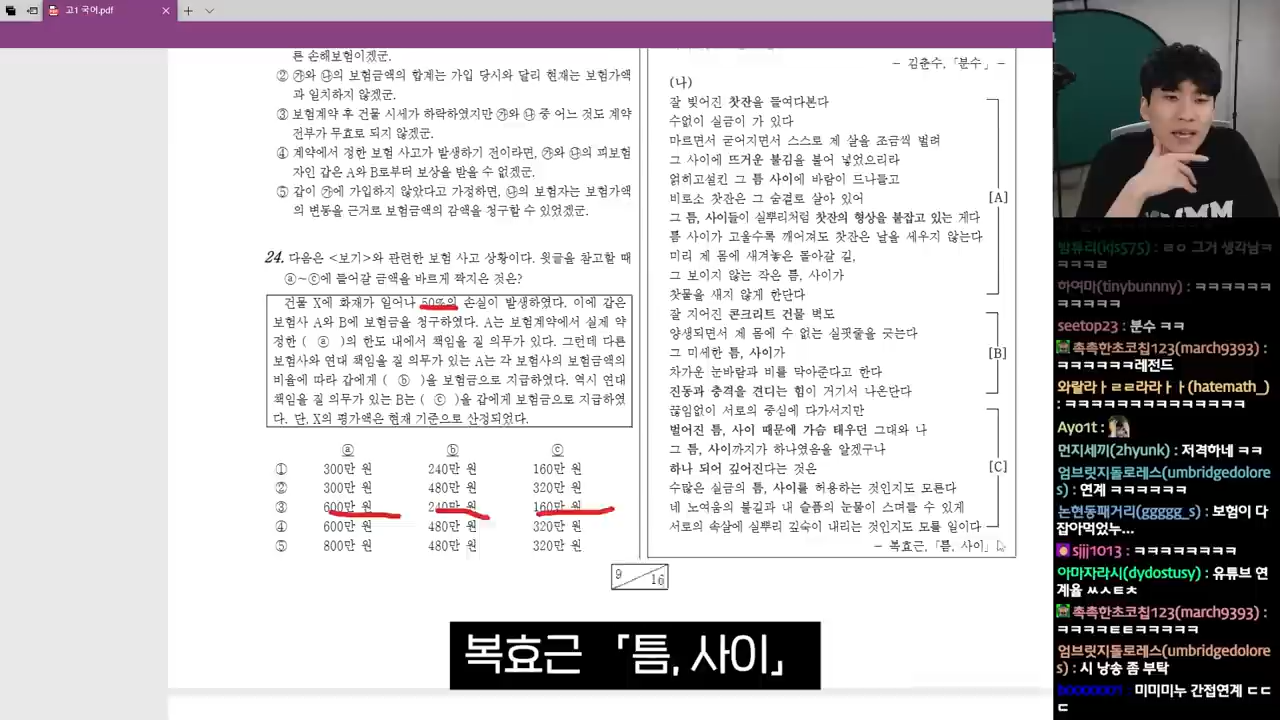 고1 국어.pdf
른 손해보험이겠군.
② ㉮와 ㉯의 보험금액의 합계는 가입 당시와 달리 현재는 보험가액
과 일치하지 않겠군.
③ 보험계약 후 건물 시세가 하락하였지만 ㉮와 ㉯ 중 어느 것도 계약
전부가 무효로 되지 않겠군.
④ 계약에서 정한 보험 사고가 발생하기 전이라면, ㉮와 ㉯의 피보험
자인 갑은 A와 B로부터 보상을 받을 수 없겠군.
⑤ 갑이 ㉮에 가입하지 않았다고 가정하면, ㉯의 보험자는 보험가액
의 변동을 근거로 보험금액의 감액을 청구할 수 있었겠군.
24. 다음은 <보기>와 관련한 보험 사고 상황이다. 윗글을 참고할 때
ⓐ~ⓒ에 들어갈 금액을 바르게 짝지은 것은?
건물 X에 화재가 일어나 50%의 손실이 발생하였다. 이에 갑은
보험사 A와 B에 보험금을 청구하였다. A는 보험계약에서 실제 약
정한 ( ⓐ )의 한도 내에서 책임을 질 의무가 있다. 그런데 다른
보험사와 연대 책임을 질 의무가 있는 A는 각 보험사의 보험금액의
비율에 따라 갑에게 ( ⓑ )을 보험금으로 지급하였다. 역시 연대
책임을 질 의무가 있는 B는 ( ⓒ )을 갑에게 보험금으로 지급하였
다. 단, X의 평가액은 현재 기준으로 산정되었다.
ⓐ ⓑ ⓒ
① 300만 원 240만 원 160만 원
② 300만 원 480만 원 320만 원
③ 600만 원 240만 원 160만 원
④ 600만 원 480만 원 320만 원
⑤ 800만 원 480만 원 320만 원
- 김춘수, 「분수」 -
(나)
잘 빚어진 찻잔을 들여다본다
수없이 실금이 가 있다
마르면서 굳어지면서 스스로 제 살을 조금씩 벌려
그 사이에 뜨거운 불김을 불어 넣었으리라
얽히고설킨 그 틈 사이에 바람이 드나들고
비로소 찻잔은 그 숨결로 살아 있어
그 틈, 사이들이 실뿌리처럼 찻잔의 형상을 붙잡고 있는 게다
틈 사이가 고울수록 깨어져도 찻잔은 날을 세우지 않는다
미리 제 몸에 새겨놓은 돌아갈 길,
그 보이지 않는 작은 틈, 사이가
찻물을 새지 않게 한단다
[A]
잘 지어진 콘크리트 건물 벽도
양생되면서 제 몸에 수 없는 실핏줄을 긋는다
그 미세한 틈, 사이가
차가운 눈바람과 비를 막아준다고 한다
진동과 충격을 견디는 힘이 거기서 나온단다
[B]
끊임없이 서로의 중심에 다가서지만
벌어진 틈, 사이 때문에 가슴 태우던 그대와 나
그 틈, 사이까지가 하나였음을 알겠구나
하나 되어 깊어진다는 것은
수많은 실금의 틈, 사이를 허용하는 것인지도 모른다
네 노여움의 불길과 내 슬픔의 눈물이 스며들 수 있게
서로의 속살에 실뿌리 깊숙이 내리는 것인지도 모를 일이다
[C]
- 복효근, 「틈, 사이」
9 16
복효근 「틈, 사이」
밤튜리(kjs575) : ㄹㅇ 그거 생각남ㅋ
ㅋㅋㅋㅋㄹ
하여마(tinybunnny) : ㅋㅋㅋㅋㅋㅋ
ㅋㅋㅋㅋㅋ
seetop23 : 분수 ㅋㅋ
촉촉한초코칩123(march9393) : ㅋ
ㅋㅋㅋㅋㅋㅋ레전드
와랄라ㅏㄹㄹ라라ㅏㅏ(hatemath_)
: ㅋㅋㅋㅋㅋㅋㅋㅋㅋㅋㅋㅋㅋㅋ
Ayo1t :
먼지세끼(2hyunk) : 저격하네 ㅋㅋ
엄브릿지돌로레스(umbridgedolore
s) : 연계 ㅋㅋㅋㅋㅋㅋ
논현동패거리(ggggg_s) : 보험이 다
잡아먹었누...
sjjj1013 : ㅋㅋㅋㅋㅋㅋㅋㅋ
아마자라시(dydostusy) : 유튜브 연
계율 ㅆㅅㅌㅊ
촉촉한초코칩123(march9393) : ㅋ
ㅋㅋㅋㅋㅌㅌㅋㅋㅋㅋㅋ
엄브릿지돌로레스(umbridgedolore
s) : 시 낭송 좀 부탁
: 미미미누 간접연계 ㄷㄷ
ㄷ